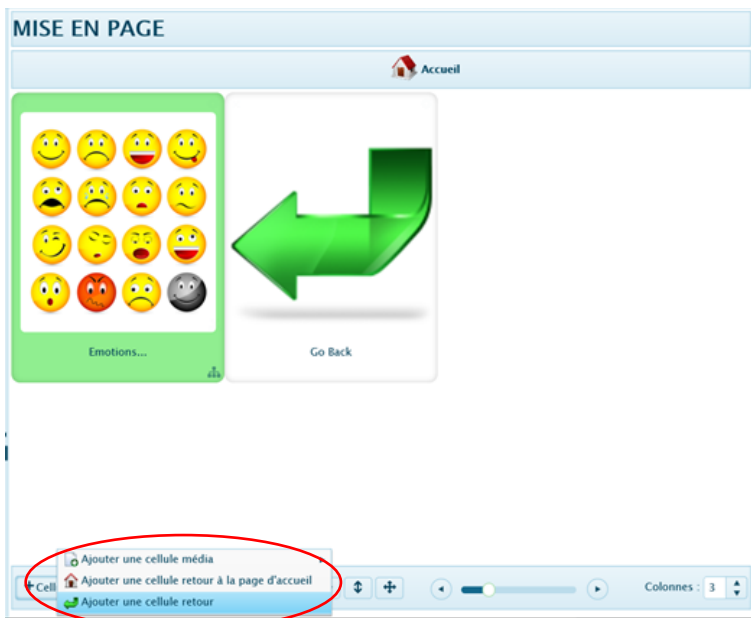 MISE EN PAGE
Accueil
Emotions...
Go Back
Ajouter une cellule média
+Cell
Ajouter une cellule retour à la page d'accueil
Ajouter une cellule retour
Colonnes : 3